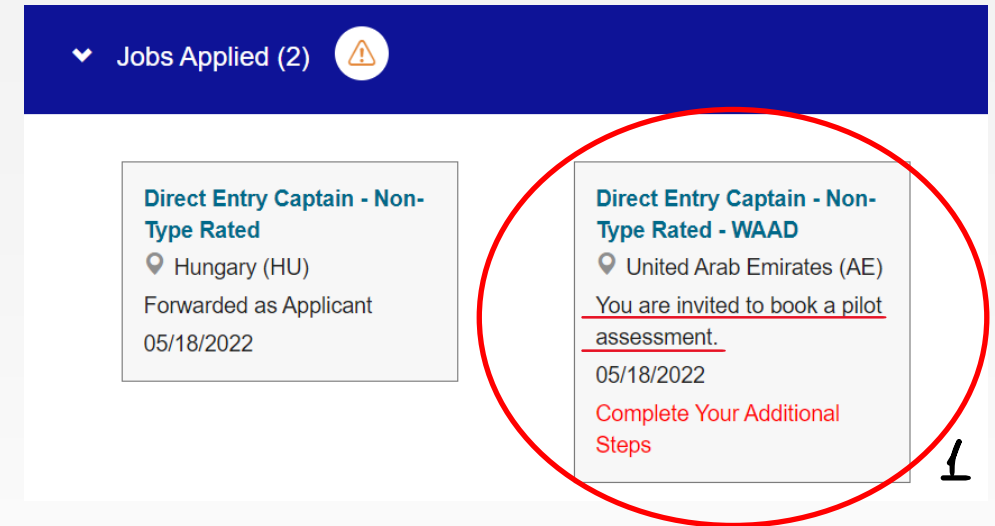 Jobs Applied (2)
Direct Entry Captain - Non-
Type Rated
Hungary (HU)
Forwarded as Applicant
05/18/2022
Direct Entry Captain - Non-
Type Rated - WAAD
United Arab Emirates (AE)
You are invited to book a pilot
assessment.
05/18/2022
Complete Your Additional
Steps
1